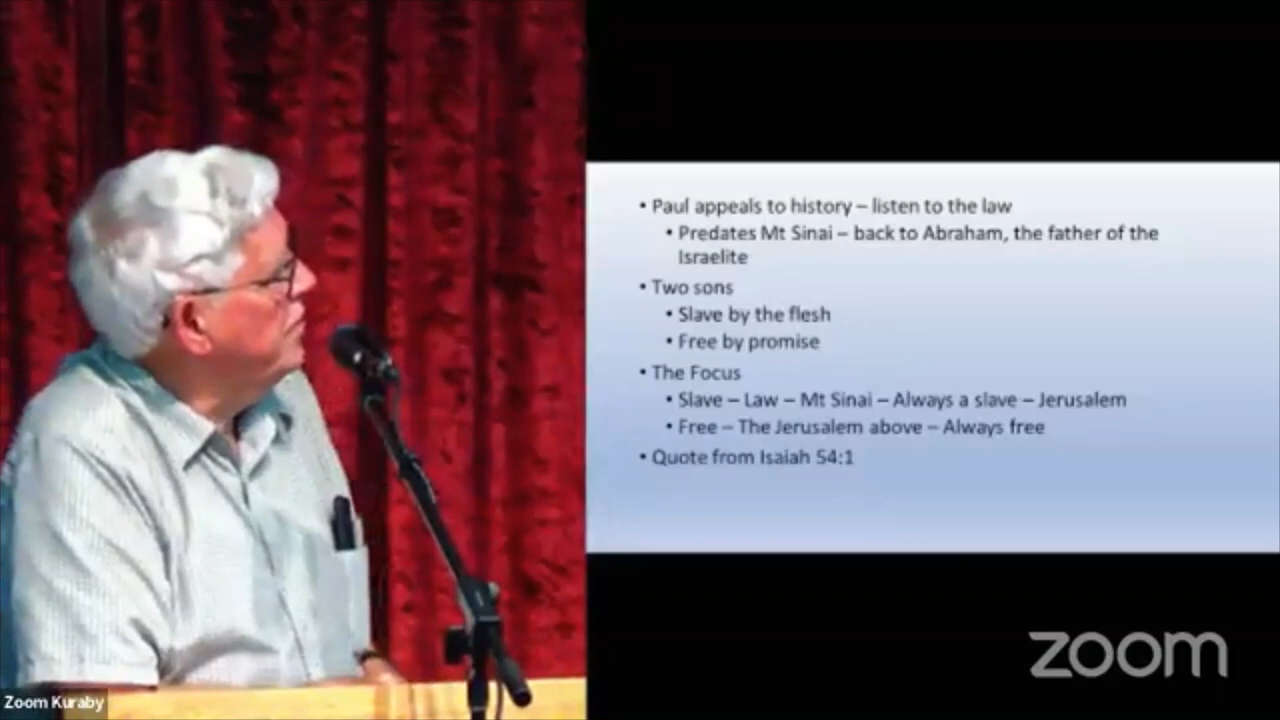 • Paul appeals to history – listen to the law
• Predates Mt Sinai – back to Abraham, the father of the
Israelite
• Two sons
• Slave by the flesh
• Free by promise
• The Focus
• Slave – Law – Mt Sinai – Always a slave – Jerusalem
• Free – The Jerusalem above – Always free
• Quote from Isaiah 54:1
zoom
Zoom Kuraby